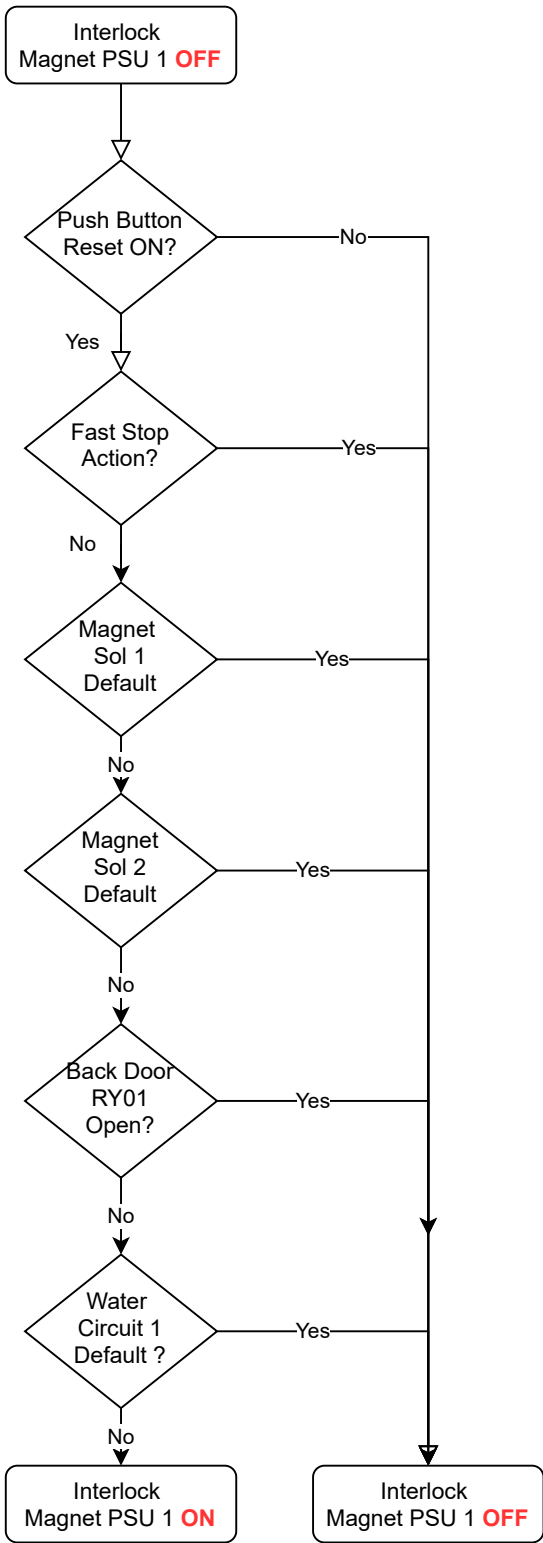 Interlock
Magnet PSU 1 OFF
Push Button
Reset ON?
No
Yes
Fast Stop
Action?
Yes
No
Magnet
Sol 1
Default
Yes
No
Magnet
Sol 2
Default
Yes
No
Back Door
RY01
Open?
Yes
No
Water
Circuit 1
Default ?
Yes
No
Interlock
Magnet PSU 1 ON
Interlock
Magnet PSU 1 OFF